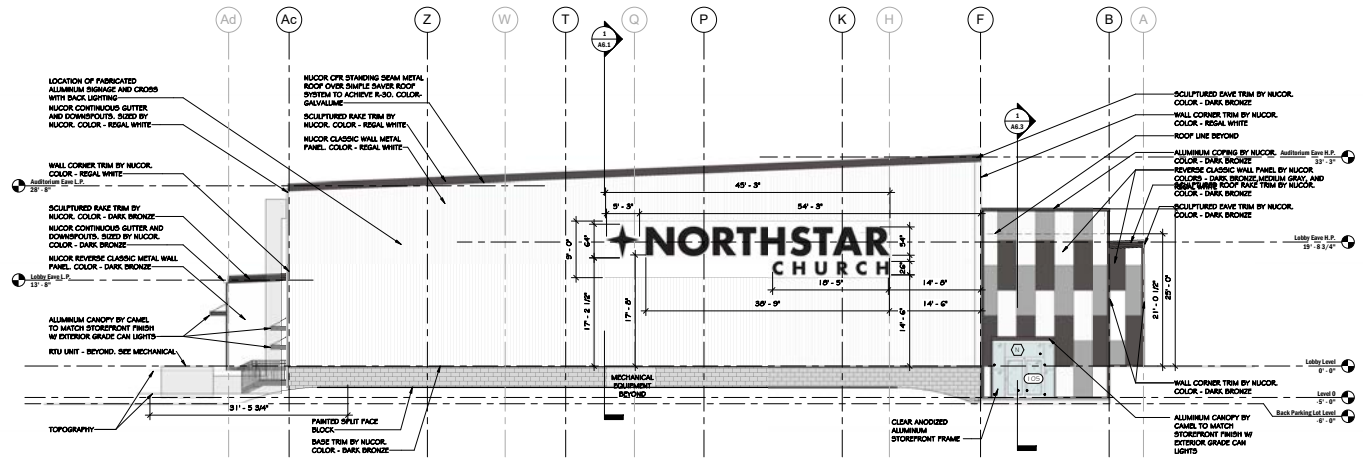 Ad
Ac
Z
W
T
Q
P
K
H
F
B
A
1
A6.1
1
A6.3
LOCATION OF FABRICATED
ALUMINUM SIGNAGE AND CROSS
WITH BACK LIGHTING
NUCOR CONTINUOUS GUTTER
AND DOWNSPOUTS. SIZED BY
NUCOR. COLOR - REGAL WHITE
WALL CORNER TRIM BY NUCOR.
COLOR - REGAL WHITE
Auditorium Eave L.P.
28' - 8"
SCULPTURED RAKE TRIM BY
NUCOR. COLOR - DARK BRONZE
NUCOR CONTINUOUS GUTTER AND
DOWNSPOUTS. SIZED BY NUCOR.
COLOR - DARK BRONZE
NUCOR REVERSE CLASSIC METAL WALL
PANEL. COLOR - DARK BRONZE
Lobby Eave L.P.
13' - 8"
ALUMINUM CANOPY BY CAMEL
TO MATCH STOREFRONT FINISH
W/ EXTERIOR GRADE CAN LIGHTS
RTU UNIT - BEYOND. SEE MECHANICAL
TOPOGRAPHY
31' - 5 3/4"
NUCOR CFR STANDING SEAM METAL
ROOF OVER SIMPLE SAVER ROOF
SYSTEM TO ACHIEVE R-30. COLOR-
GALVALUME
SCULPTURED RAKE TRIM BY
NUCOR. COLOR - REGAL WHITE
NUCOR CLASSIC WALL METAL
PANEL. COLOR - REGAL WHITE
45' - 3"
5' - 3"
54' - 3"
9' - 0"
64"
NORTHSTAR
CHURCH
54"
26"
18' - 5"
14' - 8"
38' - 9"
14' - 6"
17' - 2 1/2"
17' - 8"
14' - 6"
MECHANICAL
EQUIPMENT
BEYOND
PAINTED SPLIT FACE
BLOCK
BASE TRIM BY NUCOR.
COLOR - DARK BRONZE
CLEAR ANODIZED
ALUMINUM
STOREFRONT FRAME
N
105
21' - 0 1/2"
25' - 0"
SCULPTURED EAVE TRIM BY NUCOR.
COLOR - DARK BRONZE
WALL CORNER TRIM BY NUCOR.
COLOR - REGAL WHITE
ROOF LINE BEYOND
ALUMINUM COPING BY NUCOR.
COLOR - DARK BRONZE
Auditorium Eave H.P.
33' - 3"
REVERSE CLASSIC WALL PANEL BY NUCOR
COLORS - DARK BRONZE,MEDIUM GRAY, AND
SCULPTURED ROOF RAKE TRIM BY NUCOR.
COLOR - DARK BRONZE
SCULPTURED EAVE TRIM BY NUCOR.
COLOR - DARK BRONZE
Lobby Eave H.P.
19' - 8 3/4"
Lobby Level
0' - 0"
WALL CORNER TRIM BY NUCOR.
COLOR - DARK BRONZE
Level 0
-5' - 0"
Back Parking Lot Level
-6' - 0"
ALUMINUM CANOPY BY
CAMEL TO MATCH
STOREFRONT FINISH W/
EXTERIOR GRADE CAN
LIGHTS